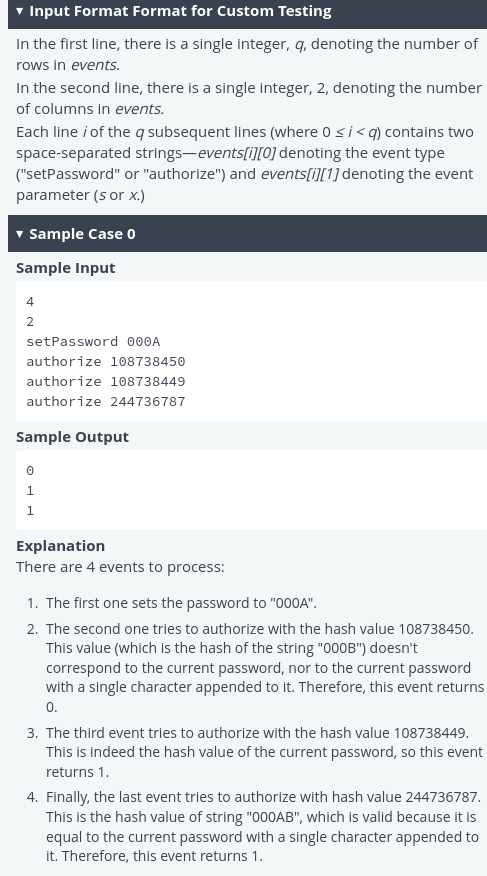 ▼ Input Format Format for Custom Testing
In the first line, there is a single integer, q, denoting the number of
rows in events.
In the second line, there is a single integer, 2, denoting the number
of columns in events.
Each line i of the q subsequent lines (where 0 ≤ i < q) contains two
space-separated strings—events[i][0] denoting the event type
("setPassword" or "authorize") and events[i][1] denoting the event
parameter (s or x.)
▼ Sample Case 0
Sample Input
4
2
setPassword 000A
authorize 108738450
authorize 108738449
authorize 244736787
Sample Output
0
1
1
Explanation
There are 4 events to process:
1. The first one sets the password to "000A".
2. The second one tries to authorize with the hash value 108738450.
This value (which is the hash of the string "000B") doesn't
correspond to the current password, nor to the current password
with a single character appended to it. Therefore, this event returns
0.
3. The third event tries to authorize with the hash value 108738449.
This is indeed the hash value of the current password, so this event
returns 1.
4. Finally, the last event tries to authorize with hash value 244736787.
This is the hash value of string "000AB", which is valid because it is
equal to the current password with a single character appended to
it. Therefore, this event returns 1.